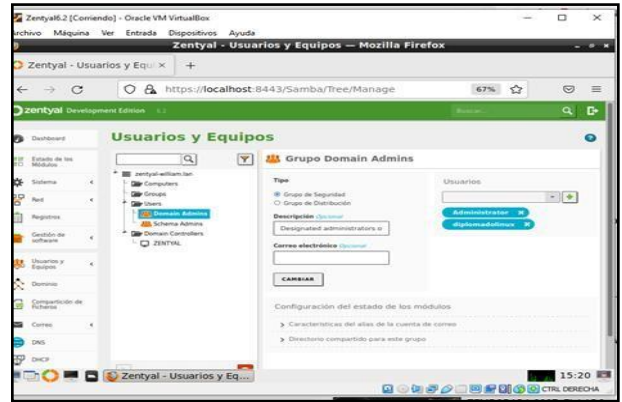 Zentyal6.2 [Corriendo] - Oracle VM VirtualBox
Archivo Máquina Ver Entrada Dispositivos Ayuda
Zentyal - Usuarios y Equipos — Mozilla Firefox
Zentyal - Usuarios y Equi
https://localhost:8443/Samba/Tree/Manage
67%
zentyal Development Edition
Buscar...
Dashboard
Usuarios y Equipos
Estado de los Módulos
Sistema
Red
Registros
Gestión de software
Usuarios y Equipos
Dominio
Compartición de Ficheros
Correo
DNS
DHCP
zentyal-william.lan
Computers
Groups
Users
Domain Admins
Schema Admins
Domain Controllers
ZENTYAL
Grupo Domain Admins
Tipo
Grupo de Seguridad
Grupo de Distribución
Descripción Opcional
Designated administrators o
Correo electrónico Opcional
CAMBIAR
Usuarios
Administrator
diplomadolinux
Configuración del estado de los módulos
Características del alias de la cuenta de correo
Directorio compartido para este grupo
Zentyal - Usuarios y Eq...
15:20
CTRL DERECHA